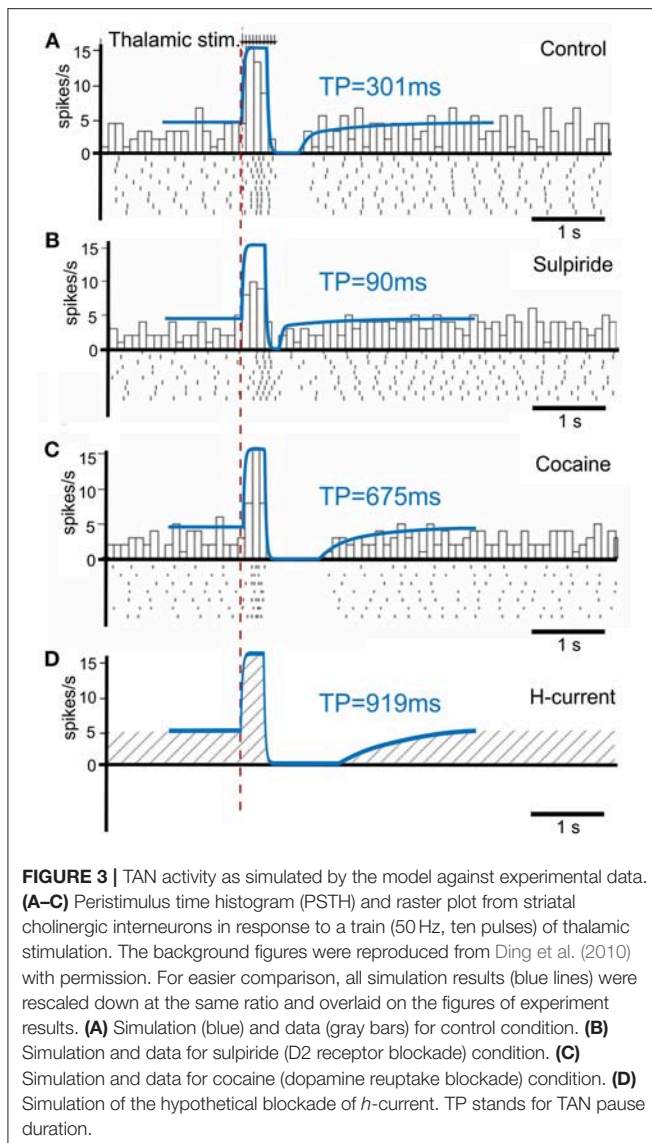 A
Thalamic stim.
Control
15
10
5
0
spikes/s
TP=301ms
1 s
B
Sulpiride
15
10
5
0
spikes/s
TP=90ms
1 s
C
Cocaine
15
10
5
0
spikes/s
TP=675ms
1 s
D
H-current
15
10
5
0
spikes/s
TP=919ms
1 s
FIGURE 3 | TAN activity as simulated by the model against experimental data.
(A–C) Peristimulus time histogram (PSTH) and raster plot from striatal
cholinergic interneurons in response to a train (50 Hz, ten pulses) of thalamic
stimulation. The background figures were reproduced from Ding et al. (2010)
with permission. For easier comparison, all simulation results (blue lines) were
rescaled down at the same ratio and overlaid on the figures of experiment
results. (A) Simulation (blue) and data (gray bars) for control condition. (B)
Simulation and data for sulpiride (D2 receptor blockade) condition. (C)
Simulation and data for cocaine (dopamine reuptake blockade) condition. (D)
Simulation of the hypothetical blockade of h-current. TP stands for TAN pause
duration.